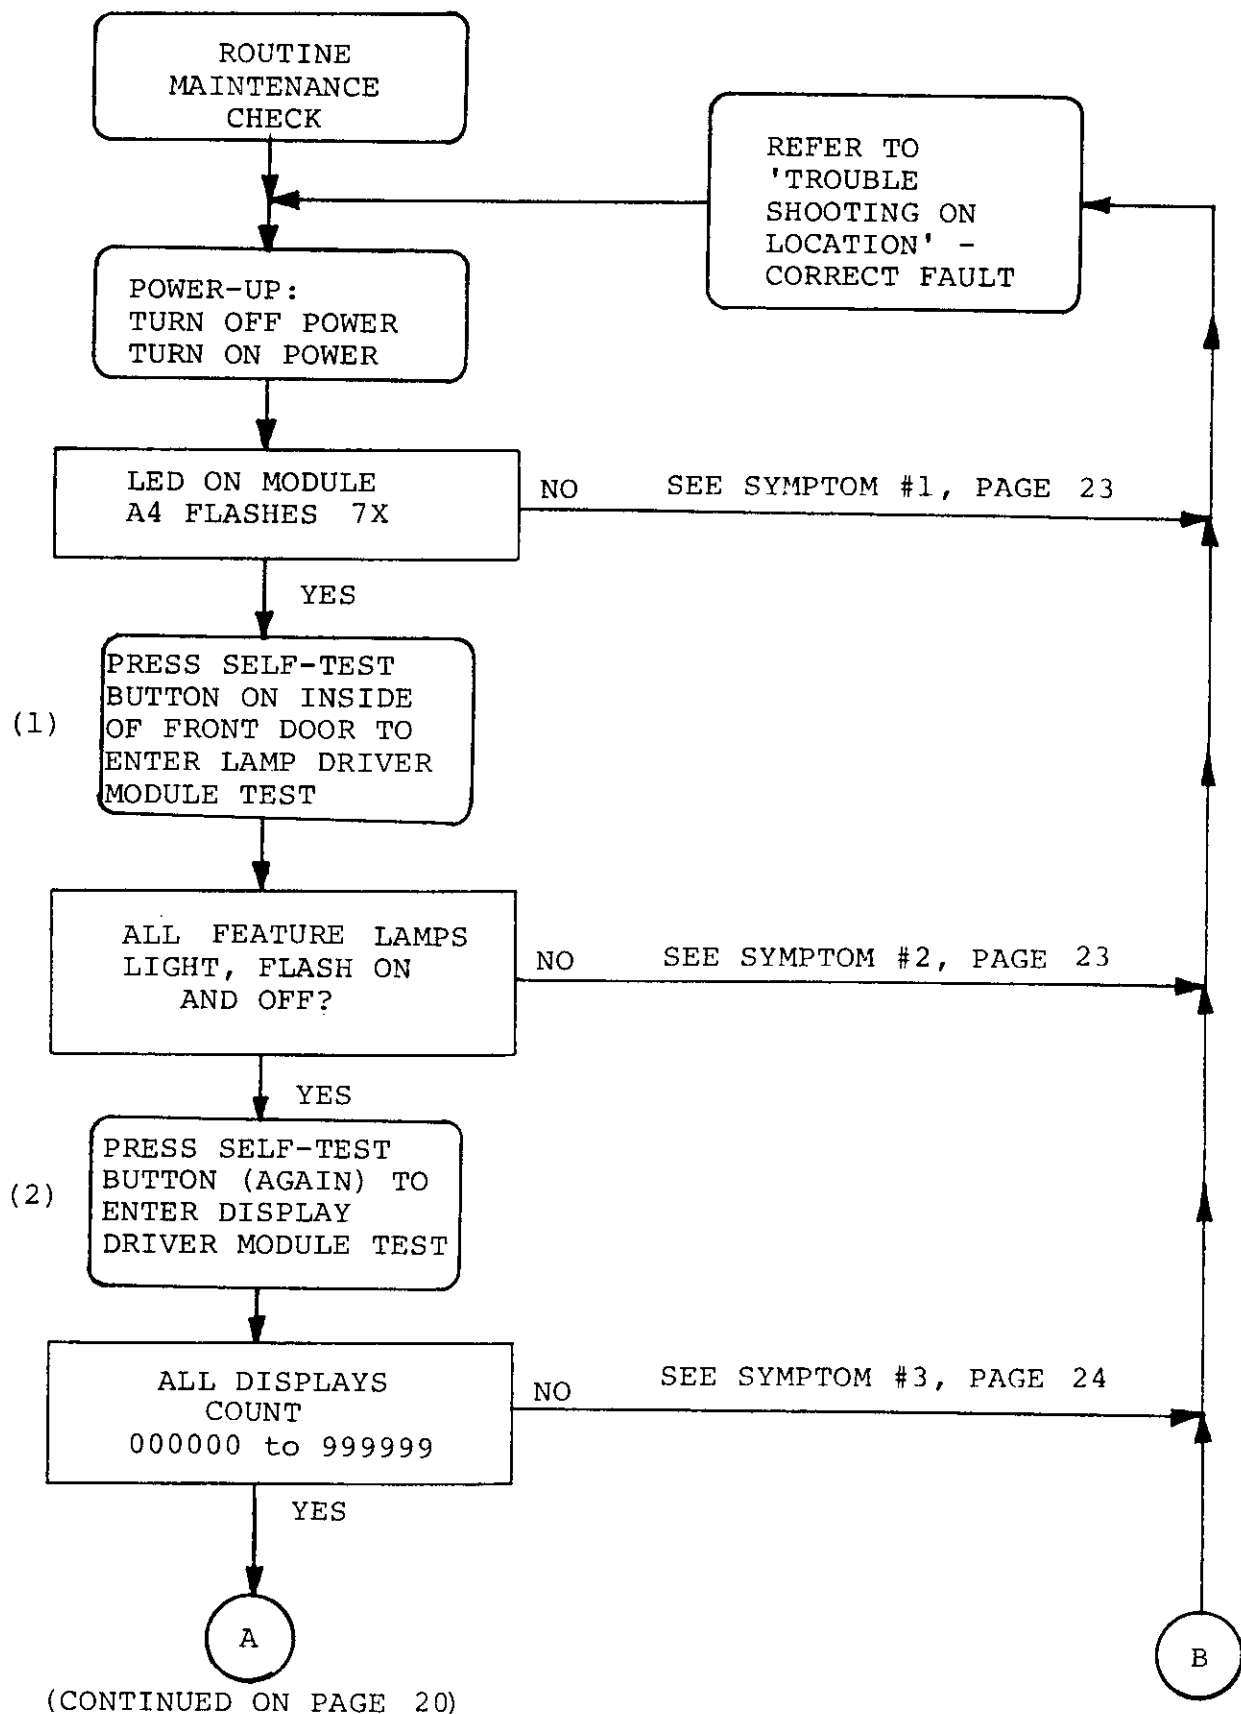 ROUTINE
MAINTENANCE
CHECK
REFER TO
'TROUBLE
SHOOTING ON
LOCATION' -
CORRECT FAULT
POWER-UP:
TURN OFF POWER
TURN ON POWER
LED ON MODULE
A4 FLASHES 7X
NO SEE SYMPTOM #1, PAGE 23
YES
(1)
PRESS SELF-TEST
BUTTON ON INSIDE
OF FRONT DOOR TO
ENTER LAMP DRIVER
MODULE TEST
ALL FEATURE LAMPS
LIGHT, FLASH ON
AND OFF?
NO SEE SYMPTOM #2, PAGE 23
YES
(2)
PRESS SELF-TEST
BUTTON (AGAIN) TO
ENTER DISPLAY
DRIVER MODULE TEST
ALL DISPLAYS
COUNT
000000 to 999999
NO SEE SYMPTOM #3, PAGE 24
YES
A
B
(CONTINUED ON PAGE 20)